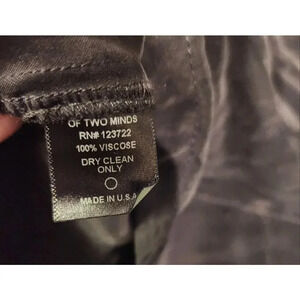 OF TWO MINDS
RN# 123722
100% VISCOSE
DRY CLEAN
ONLY
MADE IN U.S.A